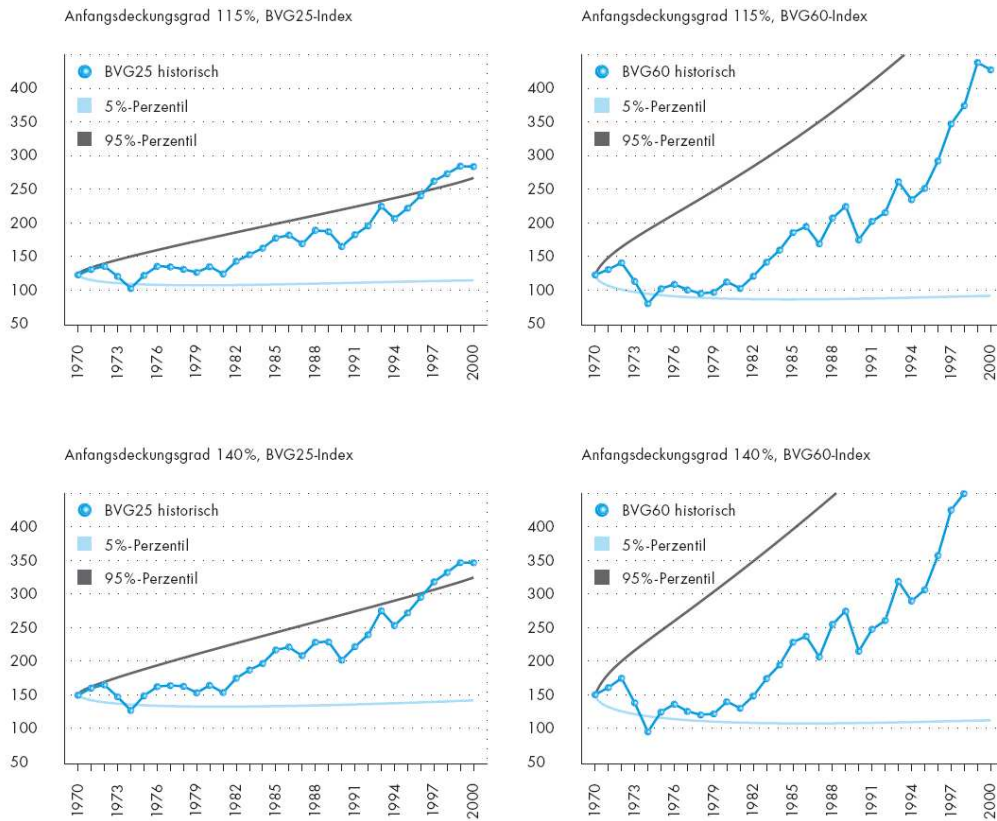 Anfangsdeckungsgrad 115%, BVG25-Index
400
350
300
250
200
150
100
50
BVG25 historisch
5%-Perzentil
95%-Perzentil
1970 1973 1976 1979 1982 1985 1988 1991 1994 1997 2000
Anfangsdeckungsgrad 115%, BVG60-Index
400
350
300
250
200
150
100
50
BVG60 historisch
5%-Perzentil
95%-Perzentil
1970 1973 1976 1979 1982 1985 1988 1991 1994 1997 2000
Anfangsdeckungsgrad 140%, BVG25-Index
400
350
300
250
200
150
100
50
BVG25 historisch
5%-Perzentil
95%-Perzentil
1970 1973 1976 1979 1982 1985 1988 1991 1994 1997 2000
Anfangsdeckungsgrad 140%, BVG60-Index
400
350
300
250
200
150
100
50
BVG60 historisch
5%-Perzentil
95%-Perzentil
1970 1973 1976 1979 1982 1985 1988 1991 1994 1997 2000